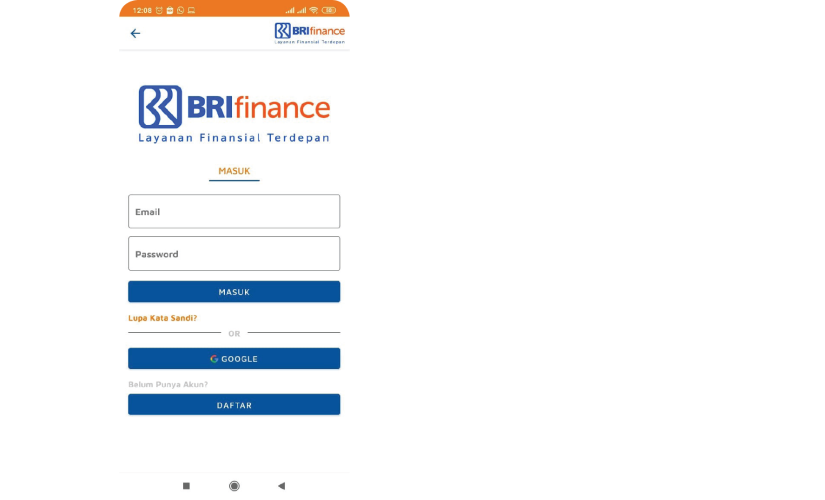 12:08
BRIfinance
Layanan Finansial Terdepan
BRIfinance
Layanan Finansial Terdepan
MASUK
Email
Password
MASUK
Lupa Kata Sandi?
OR
GOOGLE
Belum Punya Akun?
DAFTAR